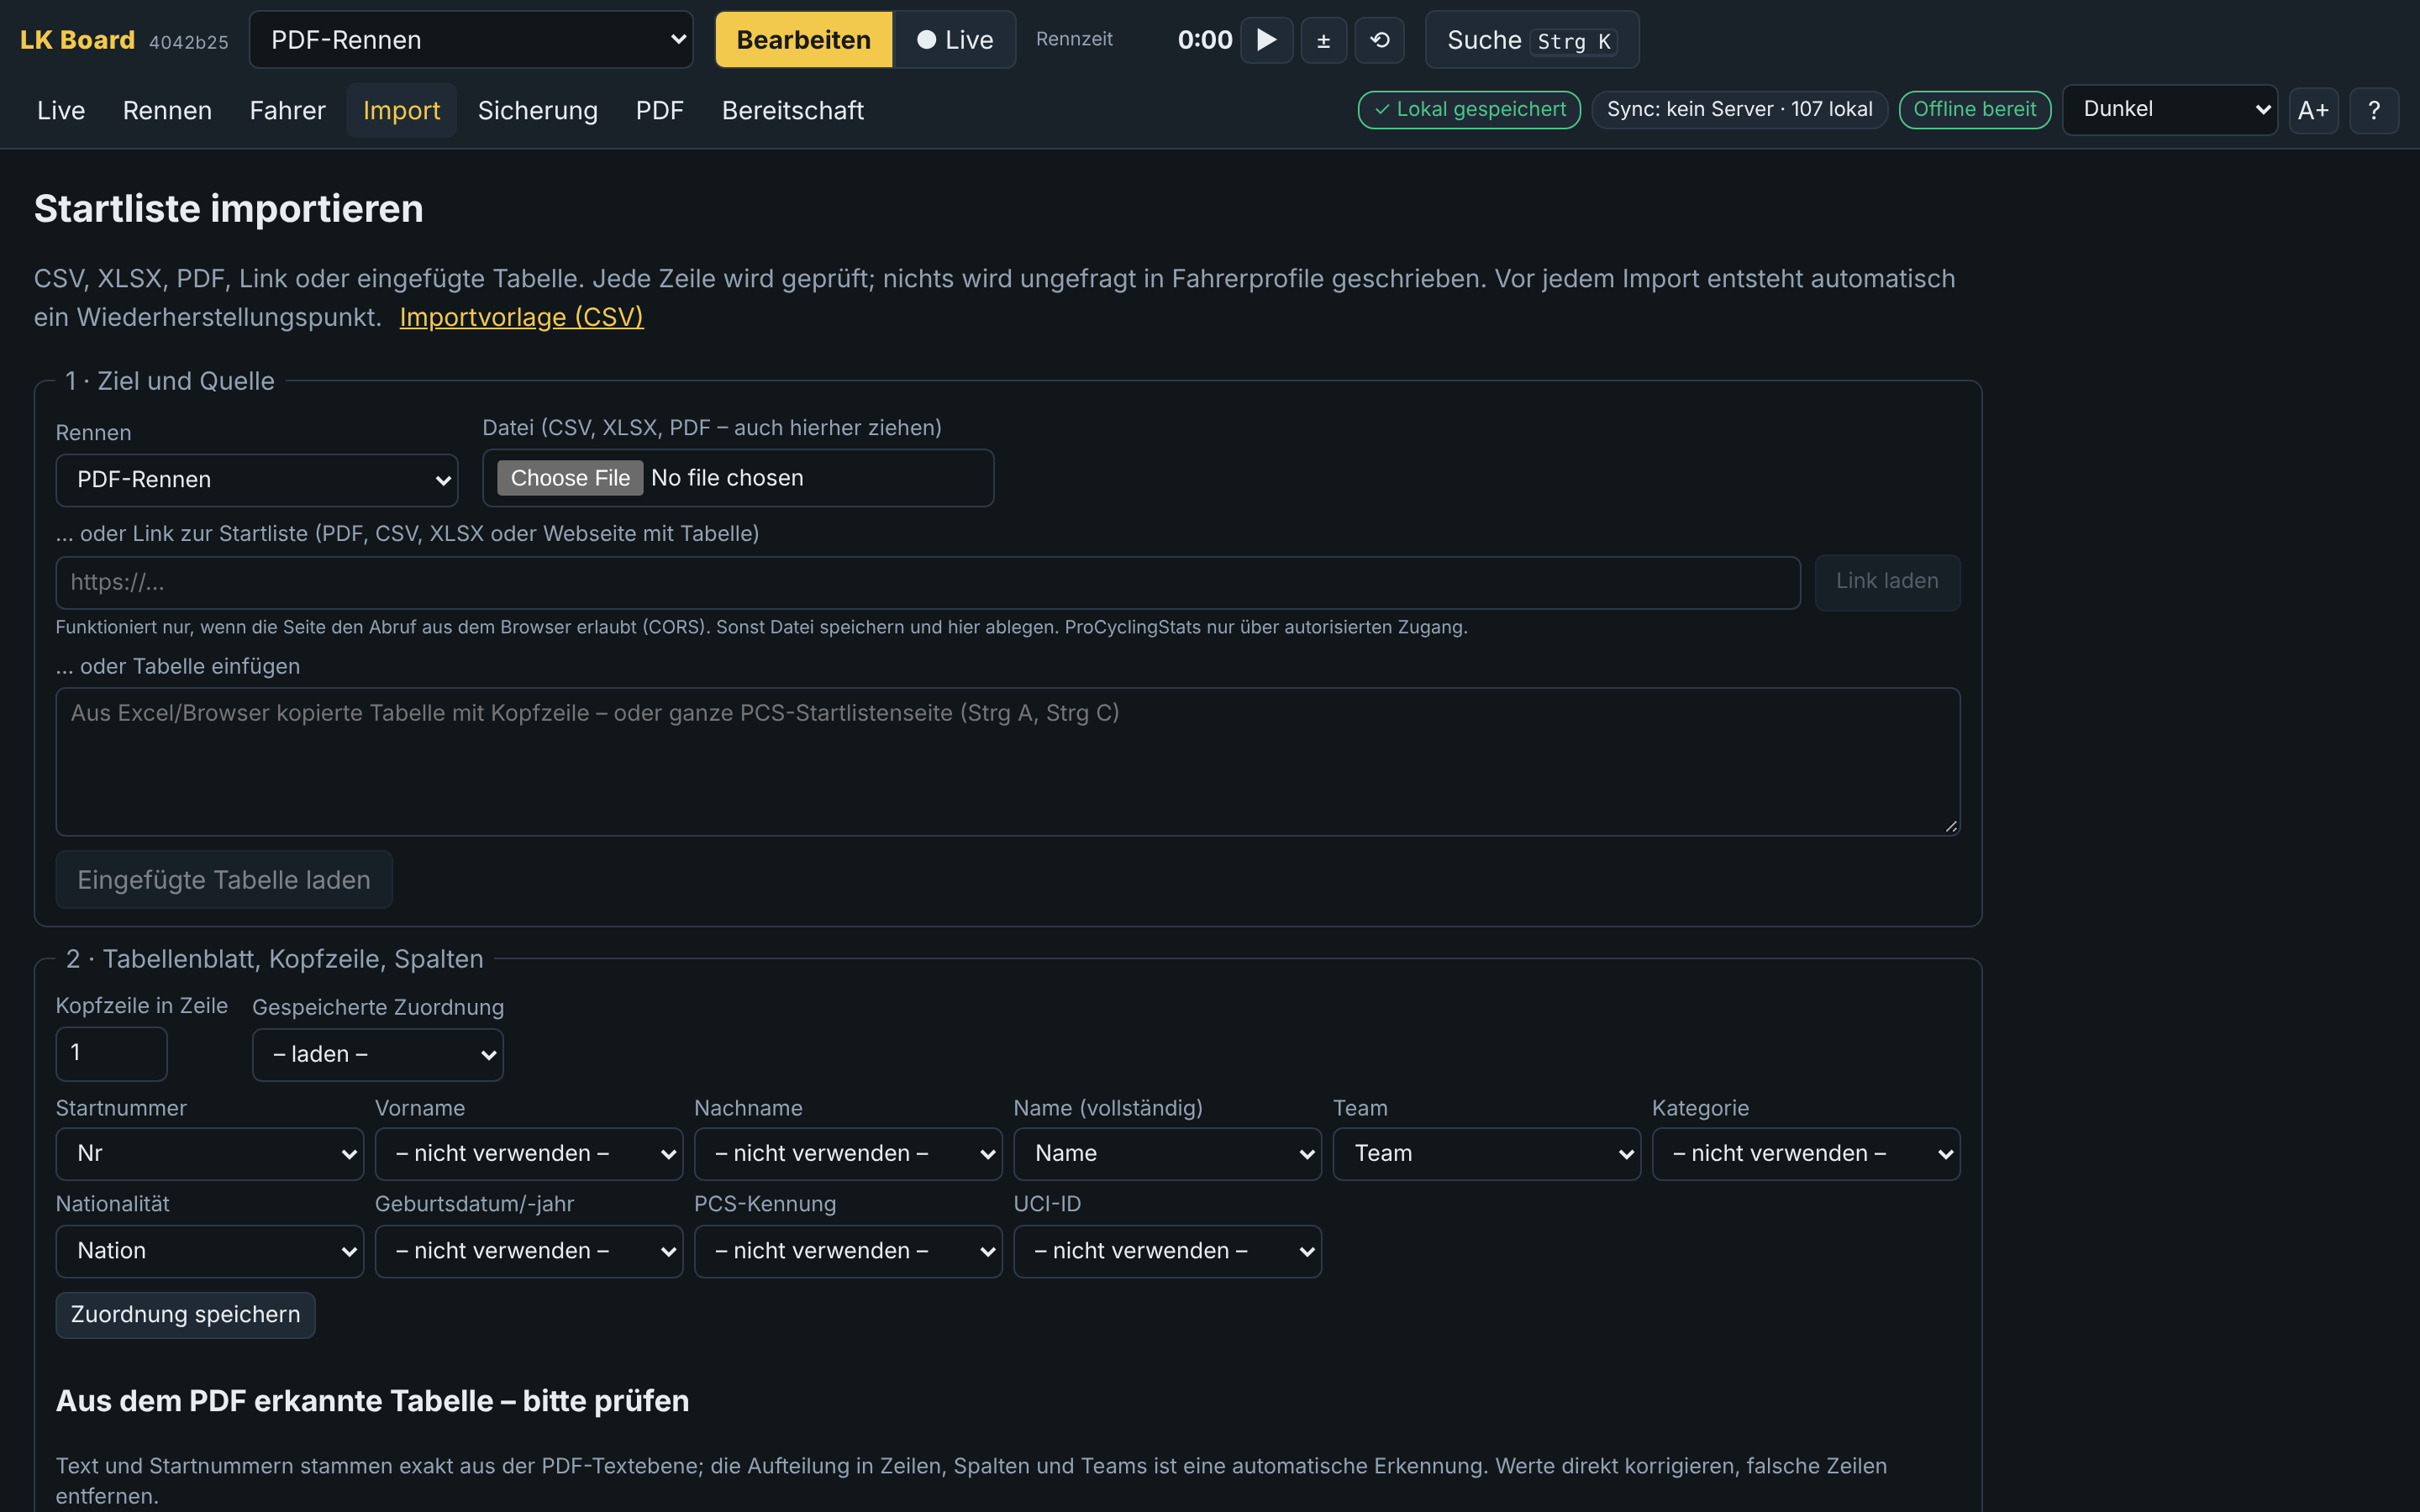 LK Board 4042b25 PDF-Rennen Bearbeiten Live Rennzeit 0:00 ± Suche Strg K
Live Rennen Fahrer Import Sicherung PDF Bereitschaft ✓ Lokal gespeichert Sync: kein Server · 107 lokal Offline bereit Dunkel A+ ?
Startliste importieren
CSV, XLSX, PDF, Link oder eingefügte Tabelle. Jede Zeile wird geprüft; nichts wird ungefragt in Fahrerprofile geschrieben. Vor jedem Import entsteht automatisch
ein Wiederherstellungspunkt. Importvorlage (CSV)
1 · Ziel und Quelle
Rennen Datei (CSV, XLSX, PDF – auch hierher ziehen)
PDF-Rennen Choose File No file chosen
… oder Link zur Startliste (PDF, CSV, XLSX oder Webseite mit Tabelle)
https://… Link laden
Funktioniert nur, wenn die Seite den Abruf aus dem Browser erlaubt (CORS). Sonst Datei speichern und hier ablegen. ProCyclingStats nur über autorisierten Zugang.
… oder Tabelle einfügen
Aus Excel/Browser kopierte Tabelle mit Kopfzeile – oder ganze PCS-Startlistenseite (Strg A, Strg C)
Eingefügte Tabelle laden
2 · Tabellenblatt, Kopfzeile, Spalten
Kopfzeile in Zeile Gespeicherte Zuordnung
1 – laden –
Startnummer Vorname Nachname Name (vollständig) Team Kategorie
Nr – nicht verwenden – – nicht verwenden – Name Team – nicht verwenden –
Nationalität Geburtsdatum/-jahr PCS-Kennung UCI-ID
Nation – nicht verwenden – – nicht verwenden – – nicht verwenden –
Zuordnung speichern
Aus dem PDF erkannte Tabelle – bitte prüfen
Text und Startnummern stammen exakt aus der PDF-Textebene; die Aufteilung in Zeilen, Spalten und Teams ist eine automatische Erkennung. Werte direkt korrigieren, falsche Zeilen
entfernen.